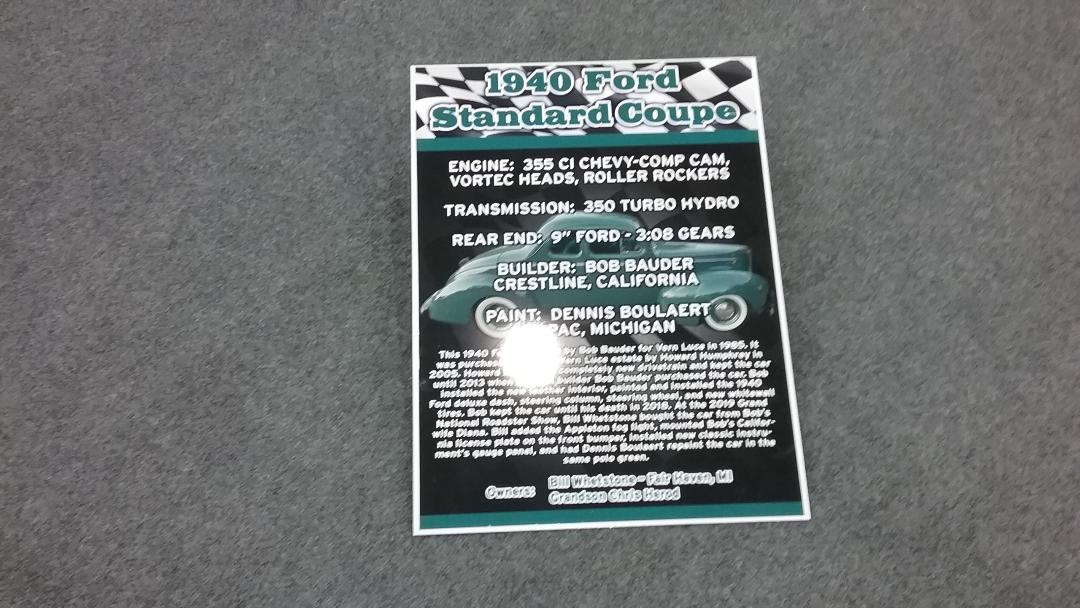 1940 Ford
Standard Coupe
ENGINE: 355 CI CHEVY-COMP CAM,
VORTEC HEADS, ROLLER ROCKERS
TRANSMISSION: 350 TURBO HYDRO
REAR END: 9" FORD - 3:08 GEARS
BUILDER: BOB BAUDER
CRESTLINE, CALIFORNIA
PAINT: DENNIS BOULAERT
MICHIGAN
This 1940 by Bob Bauder for Vern Luce in 1985. It
was Vern Luce estate by Howard Humphrey in
2005. Howard completely new drivetrain and kept the car
until 2013 when builder Bob Bauder purchased the car. Bob
installed the new leather interior, painted and installed the 1940
Ford deluxe dash, steering column, steering wheel, and new whitewall
tires. Bob kept the car until his death in 2018. At the 2019 Grand
National Roadster Show, Bill Whetstone bought the car from Bob's
wife Diana. Bill added the Appleton fog light, mounted Bob's Califor-
nia license plate on the front bumper, installed new classic instru-
ment's gauge panel, and had Dennis Boulaert repaint the car in the
same polo green.
Owners: Bill Whetstone - Fair Haven, MI
Grandson Chris Herod